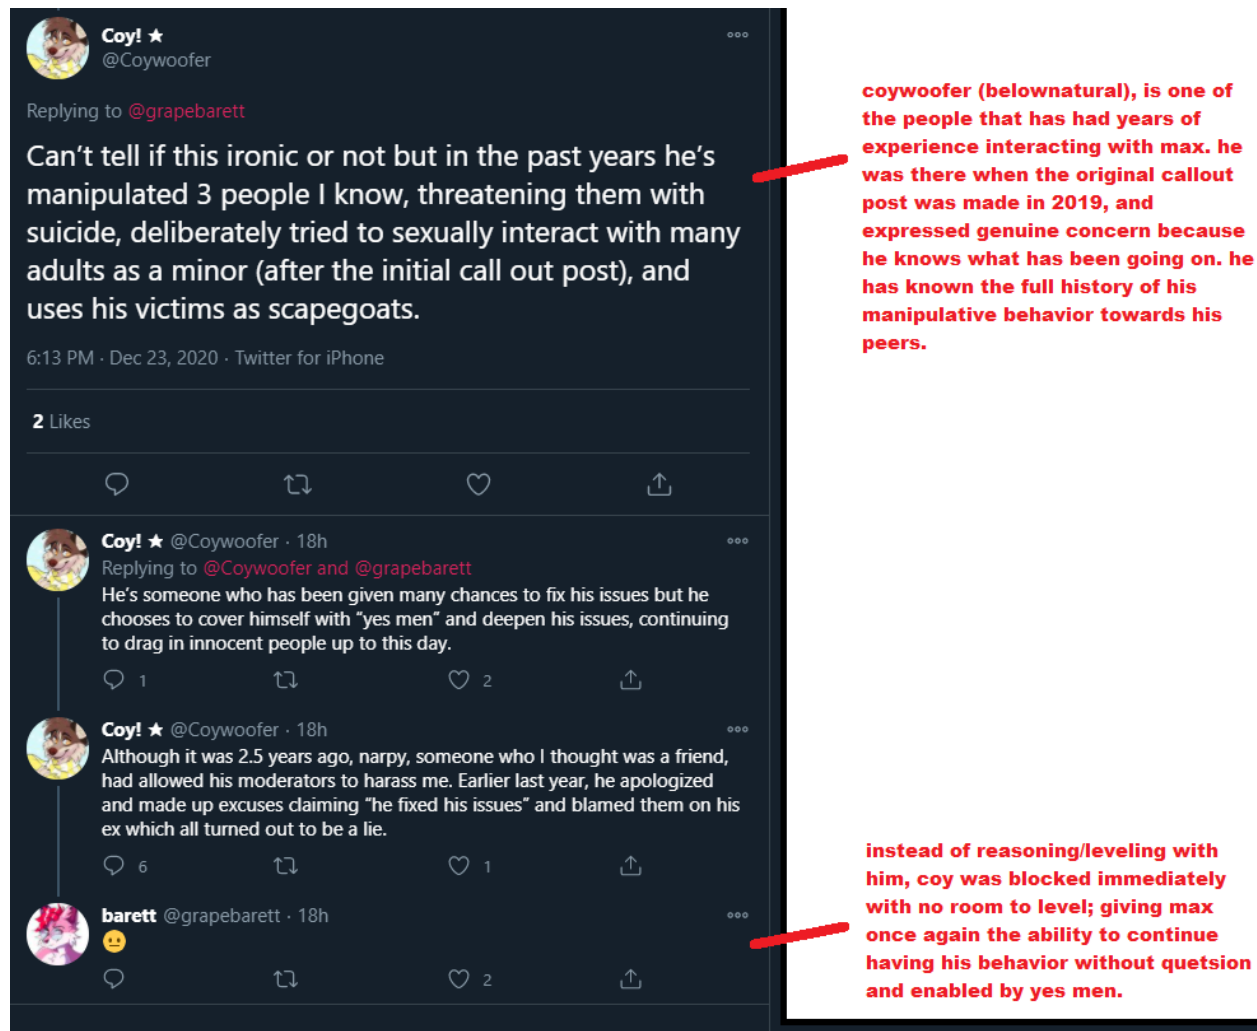 Coy! ★
@Coywoofer
Replying to @grapebarett
Can’t tell if this ironic or not but in the past years he’s
manipulated 3 people I know, threatening them with
suicide, deliberately tried to sexually interact with many
adults as a minor (after the initial call out post), and
uses his victims as scapegoats.
6:13 PM · Dec 23, 2020 · Twitter for iPhone
2 Likes
Coy! ★ @Coywoofer · 18h
Replying to @Coywoofer and @grapebarett
He’s someone who has been given many chances to fix his issues but he
chooses to cover himself with “yes men” and deepen his issues, continuing
to drag in innocent people up to this day.
1 2
Coy! ★ @Coywoofer · 18h
Although it was 2.5 years ago, narpy, someone who I thought was a friend,
had allowed his moderators to harass me. Earlier last year, he apologized
and made up excuses claiming “he fixed his issues” and blamed them on his
ex which all turned out to be a lie.
6 1
barett @grapebarett · 18h
😐
2
coywoofer (belownatural), is one of
the people that has had years of
experience interacting with max. he
was there when the original callout
post was made in 2019, and
expressed genuine concern because
he knows what has been going on. he
has known the full history of his
manipulative behavior towards his
peers.
instead of reasoning/leveling with
him, coy was blocked immediately
with no room to level; giving max
once again the ability to continue
having his behavior without quetsion
and enabled by yes men.